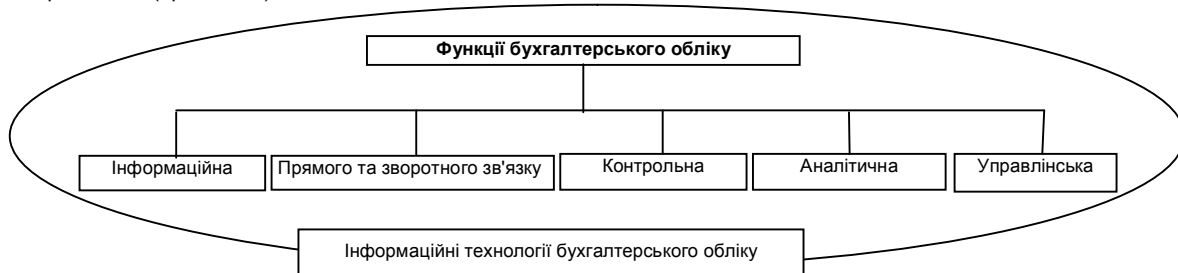 Функції бухгалтерського обліку
Інформаційна
Прямого та зворотного зв'язку
Контрольна
Аналітична
Управлінська
Інформаційні технології бухгалтерського обліку